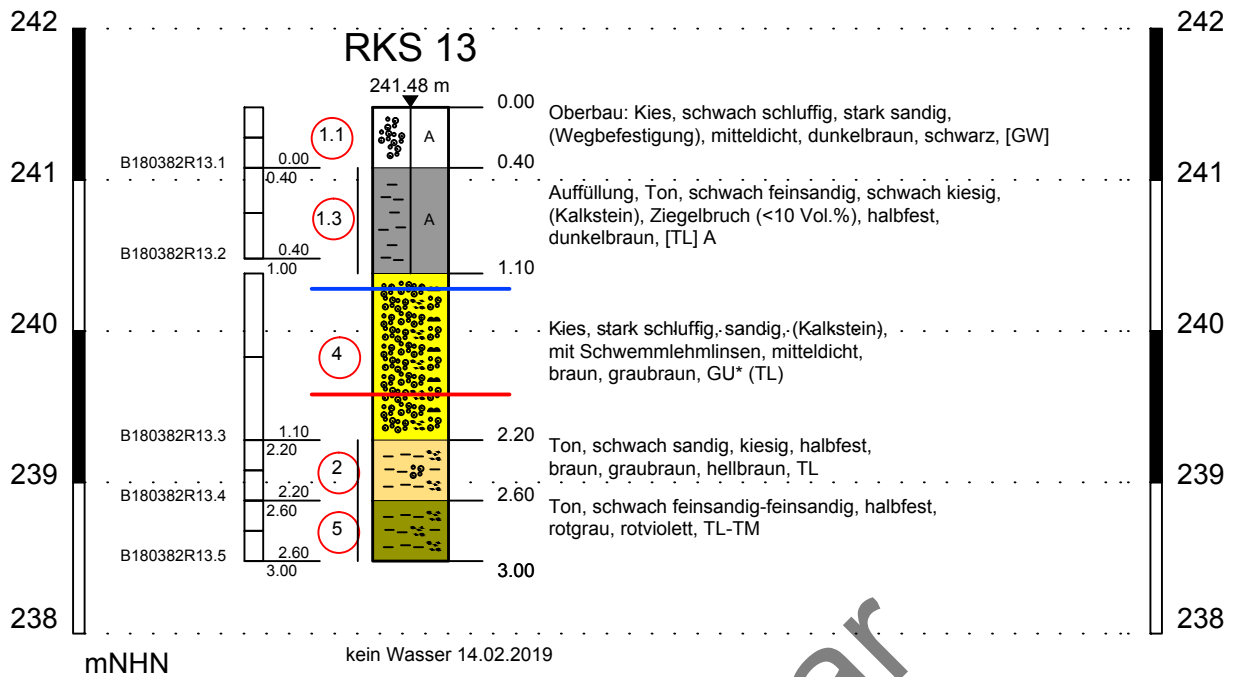 242
242
RKS 13
241.48 m
0.00
Oberbau: Kies, schwach schluffig, stark sandig,
(Wegbefestigung), mitteldicht, dunkelbraun, schwarz, [GW]
1.1
A
B180382R13.1
0.00
0.40
0.40
241
241
Auffüllung, Ton, schwach feinsandig, schwach kiesig,
(Kalkstein), Ziegelbruch (<10 Vol.%), halbfest,
dunkelbraun, [TL] A
1.3
A
B180382R13.2
0.40
1.00
1.10
240
240
Kies, stark schluffig, sandig, (Kalkstein),
mit Schwemmlehmlinsen, mitteldicht,
braun, graubraun, GU* (TL)
4
B180382R13.3
1.10
2.20
2.20
Ton, schwach sandig, kiesig, halbfest,
braun, graubraun, hellbraun, TL
2
239
239
B180382R13.4
2.20
2.60
2.60
Ton, schwach feinsandig-feinsandig, halbfest,
rotgrau, rotviolett, TL-TM
5
B180382R13.5
2.60
3.00
3.00
238
238
mNHN
kein Wasser 14.02.2019
ar